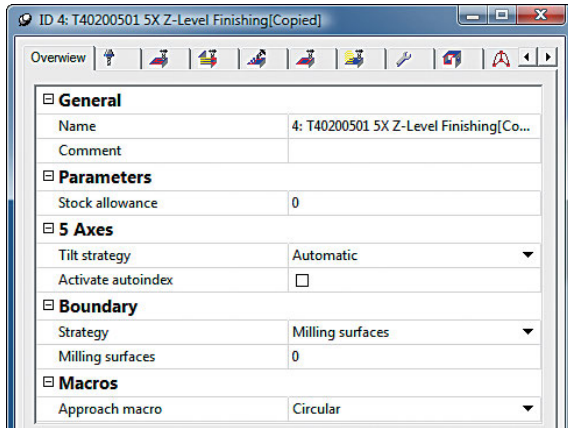 ID 4: T40200501 5X Z-Level Finishing[Copied]
Overwiew
General
Name 4: T40200501 5X Z-Level Finishing[Co...
Comment
Parameters
Stock allowance 0
5 Axes
Tilt strategy Automatic
Activate autoindex
Boundary
Strategy Milling surfaces
Milling surfaces 0
Macros
Approach macro Circular